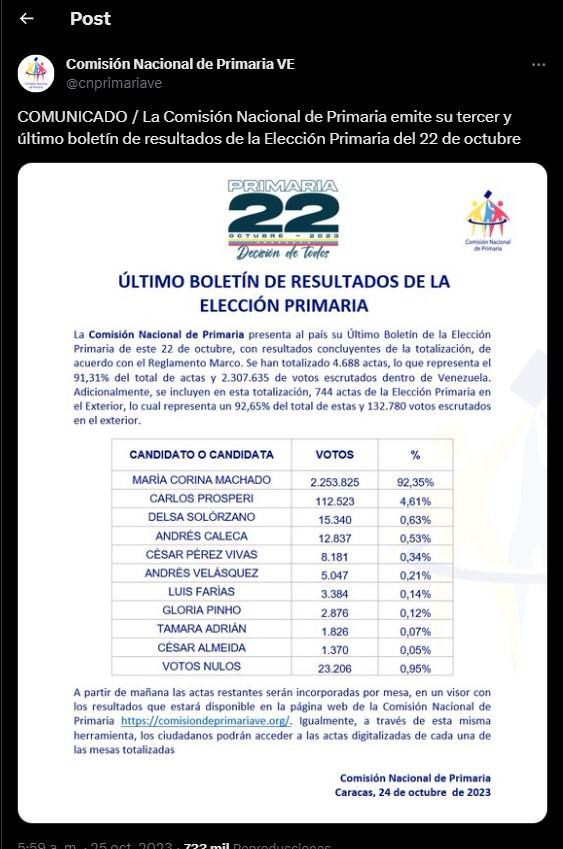 Post
Comisión Nacional de Primaria VE
@cnprimariave
COMUNICADO / La Comisión Nacional de Primaria emite su tercer y
último boletín de resultados de la Elección Primaria del 22 de octubre
PRIMARIA
22
OCTUBRE - 2023
Decisión de Todos
Comisión Nacional
de Primaria
ÚLTIMO BOLETÍN DE RESULTADOS DE LA
ELECCIÓN PRIMARIA
La Comisión Nacional de Primaria presenta al país su Último Boletín de la Elección
Primaria de este 22 de octubre, con resultados concluyentes de la totalización, de
acuerdo con el Reglamento Marco. Se han totalizado 4.688 actas, lo que representa el
91,31% del total de actas y 2.307.635 de votos escrutados dentro de Venezuela.
Adicionalmente, se incluyen en esta totalización, 744 actas de la Elección Primaria en
el Exterior, lo cual representa un 92,65% del total de estas y 132.780 votos escrutados
en el exterior.
CANDIDATO O CANDIDATA VOTOS %
MARÍA CORINA MACHADO 2.253.825 92,35%
CARLOS PROSPERI 112.523 4,61%
DELSA SOLÓRZANO 15.340 0,63%
ANDRÉS CALECA 12.837 0,53%
CÉSAR PÉREZ VIVAS 8.181 0,34%
ANDRÉS VELÁSQUEZ 5.047 0,21%
LUIS FARÍAS 3.384 0,14%
GLORIA PINHO 2.876 0,12%
TAMARA ADRIÁN 1.826 0,07%
CÉSAR ALMEIDA 1.370 0,05%
VOTOS NULOS 23.206 0,95%
A partir de mañana las actas restantes serán incorporadas por mesa, en un visor con
los resultados que estará disponible en la página web de la Comisión Nacional de
Primaria https://comisiondeprimariave.org/. Igualmente, a través de esta misma
herramienta, los ciudadanos podrán acceder a las actas digitalizadas de cada una de
las mesas totalizadas
Comisión Nacional de Primaria
Caracas, 24 de octubre de 2023
5:59 a. m. · 25 oct. 2023 · 722 mil Reproducciones